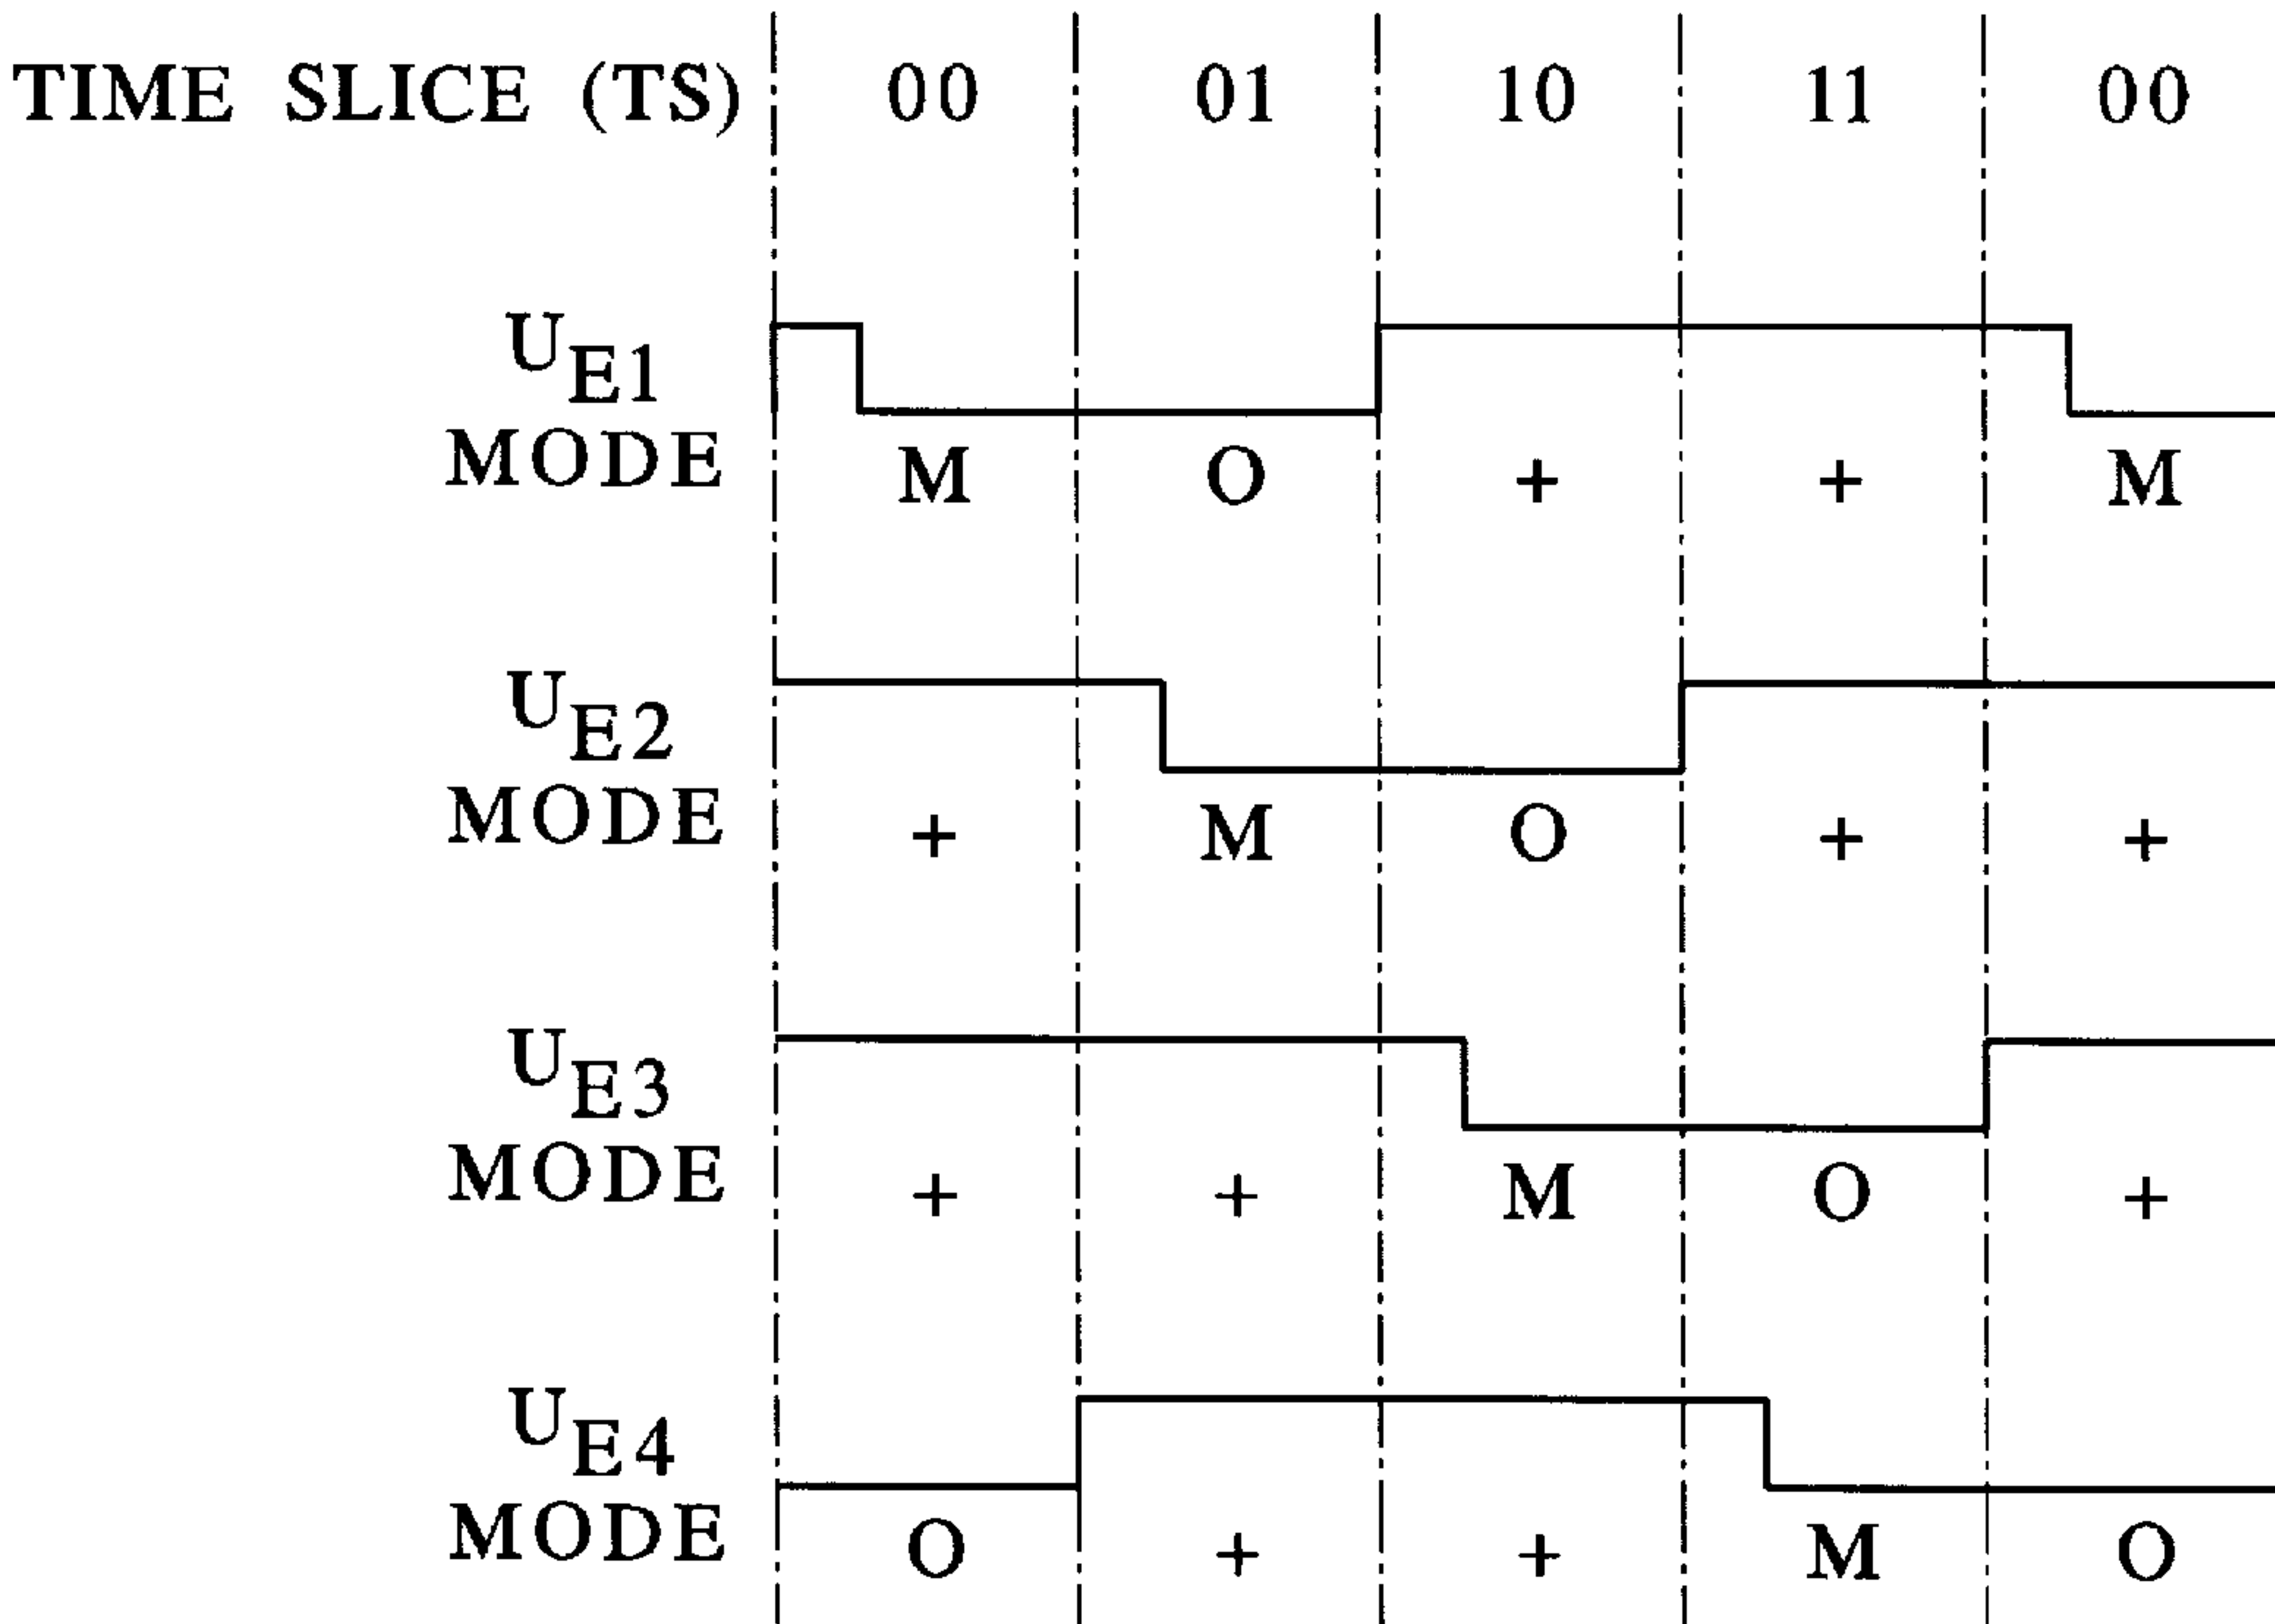 TIME SLICE (TS) 00 01 10 11 00
UE1
MODE M O + + M
UE2
MODE + M O + +
UE3
MODE + + M O +
UE4
MODE O + + M O